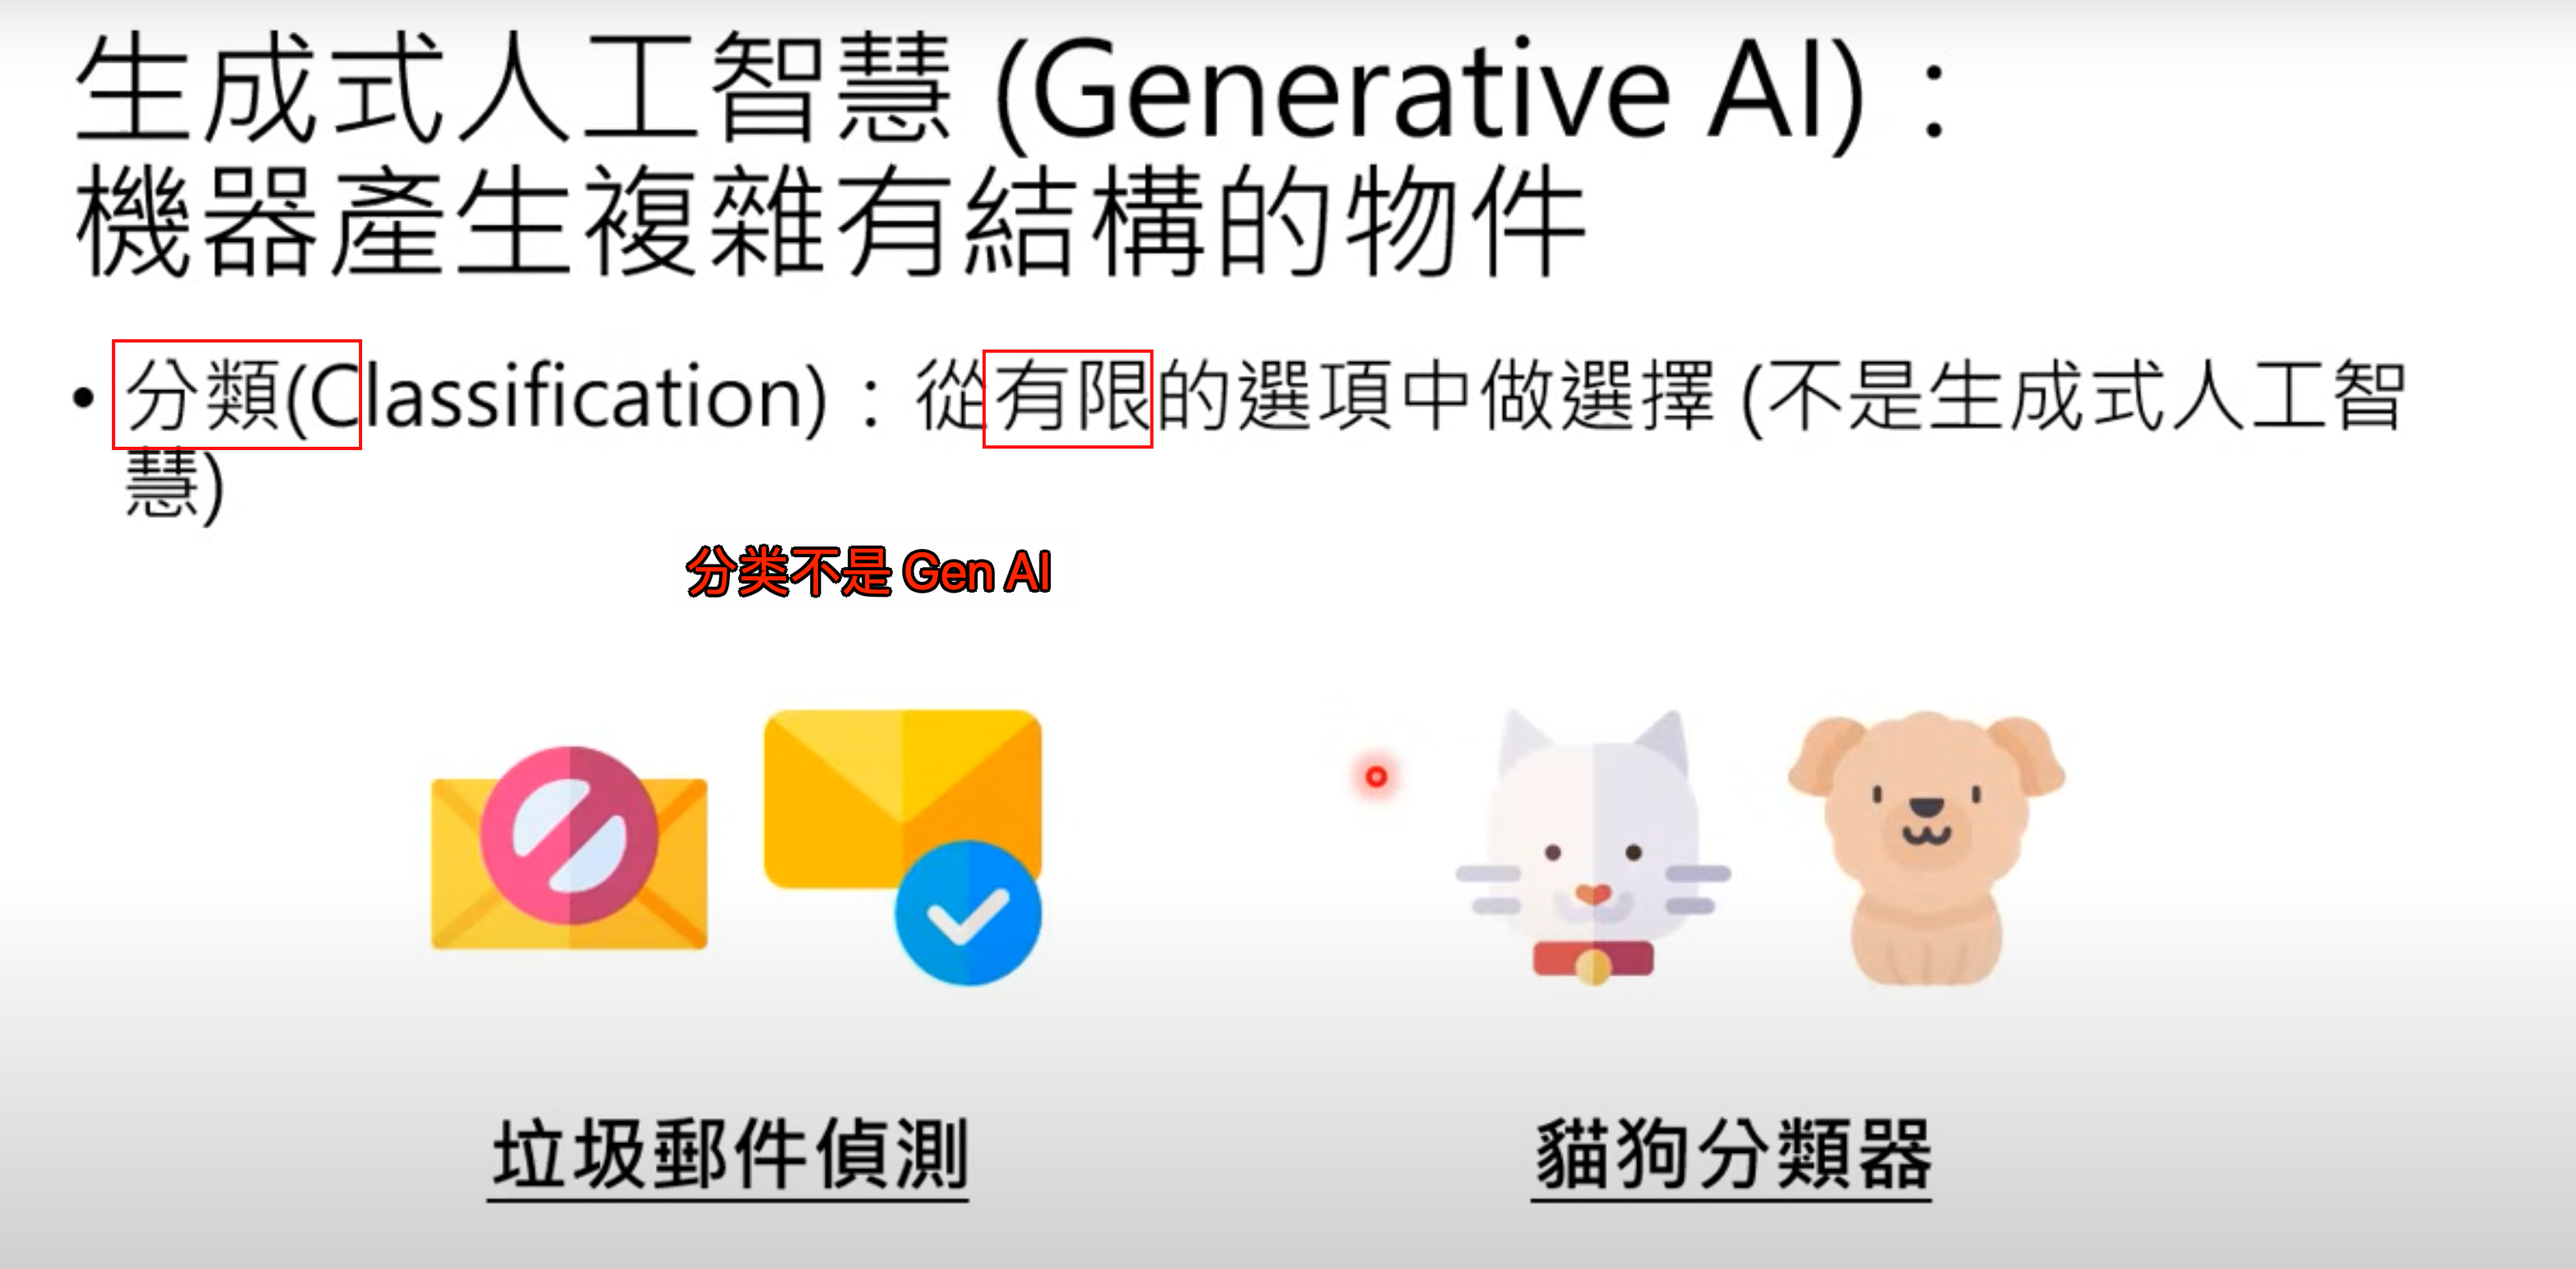 生成式人工智慧 (Generative AI)：
機器產生複雜有結構的物件
• 分類(Classification)：從有限的選項中做選擇 (不是生成式人工智
慧)
分类不是 Gen AI
垃圾郵件偵測
貓狗分類器